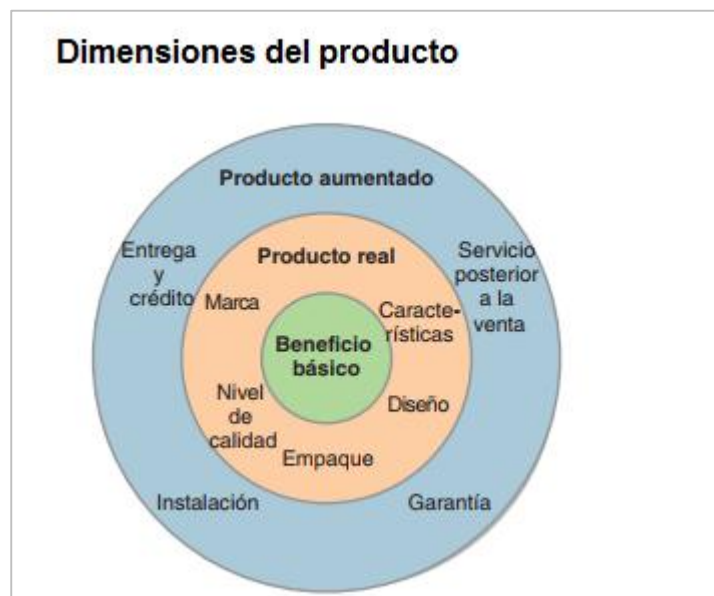 Dimensiones del producto
Producto aumentado
Entrega
y
crédito
Servicio
posterior
a la
venta
Producto real
Marca
Caracte-
rísticas
Beneficio
básico
Nivel
de
calidad
Diseño
Empaque
Instalación
Garantía